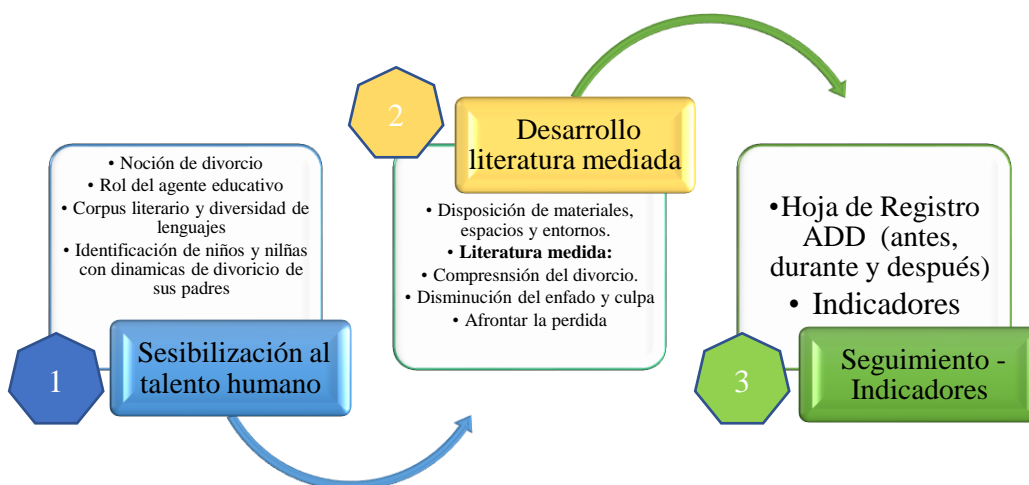 1
• Noción de divorcio
• Rol del agente educativo
• Corpus literario y diversidad de
lenguajes
• Identificación de niños y nilñas
con dinamicas de divoricio de
sus padres
Sesibilización al
talento humano
2
Desarrollo
literatura mediada
• Disposición de materiales,
espacios y entornos.
• Literatura medida:
• Compresnsión del divorcio.
• Disminución del enfado y culpa
• Afrontar la perdida
3
•Hoja de Registro
ADD (antes,
durante y después)
• Indicadores
Seguimiento -
Indicadores